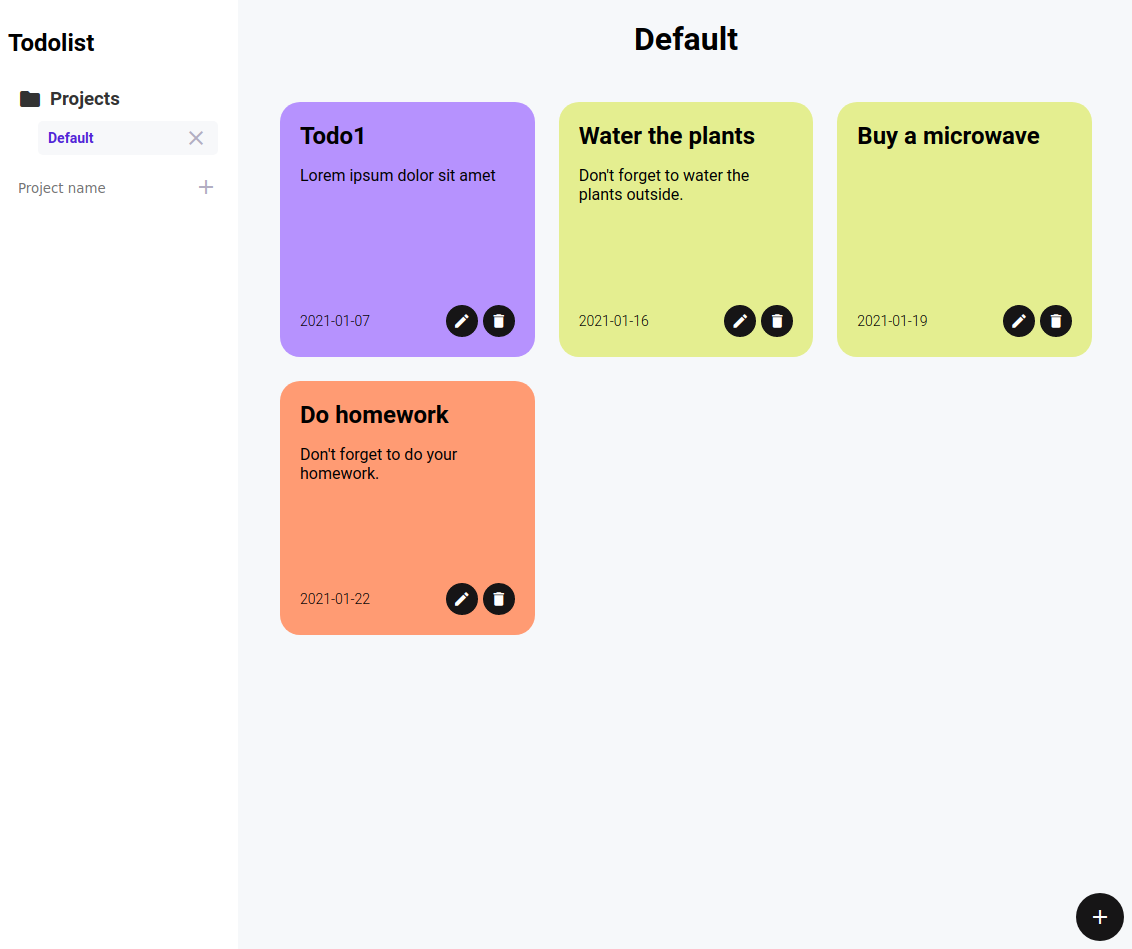 Todolist
Projects
Default
Project name
Default
Todo1
Lorem ipsum dolor sit amet
2021-01-07
Water the plants
Don't forget to water the
plants outside.
2021-01-16
Buy a microwave
2021-01-19
Do homework
Don't forget to do your
homework.
2021-01-22